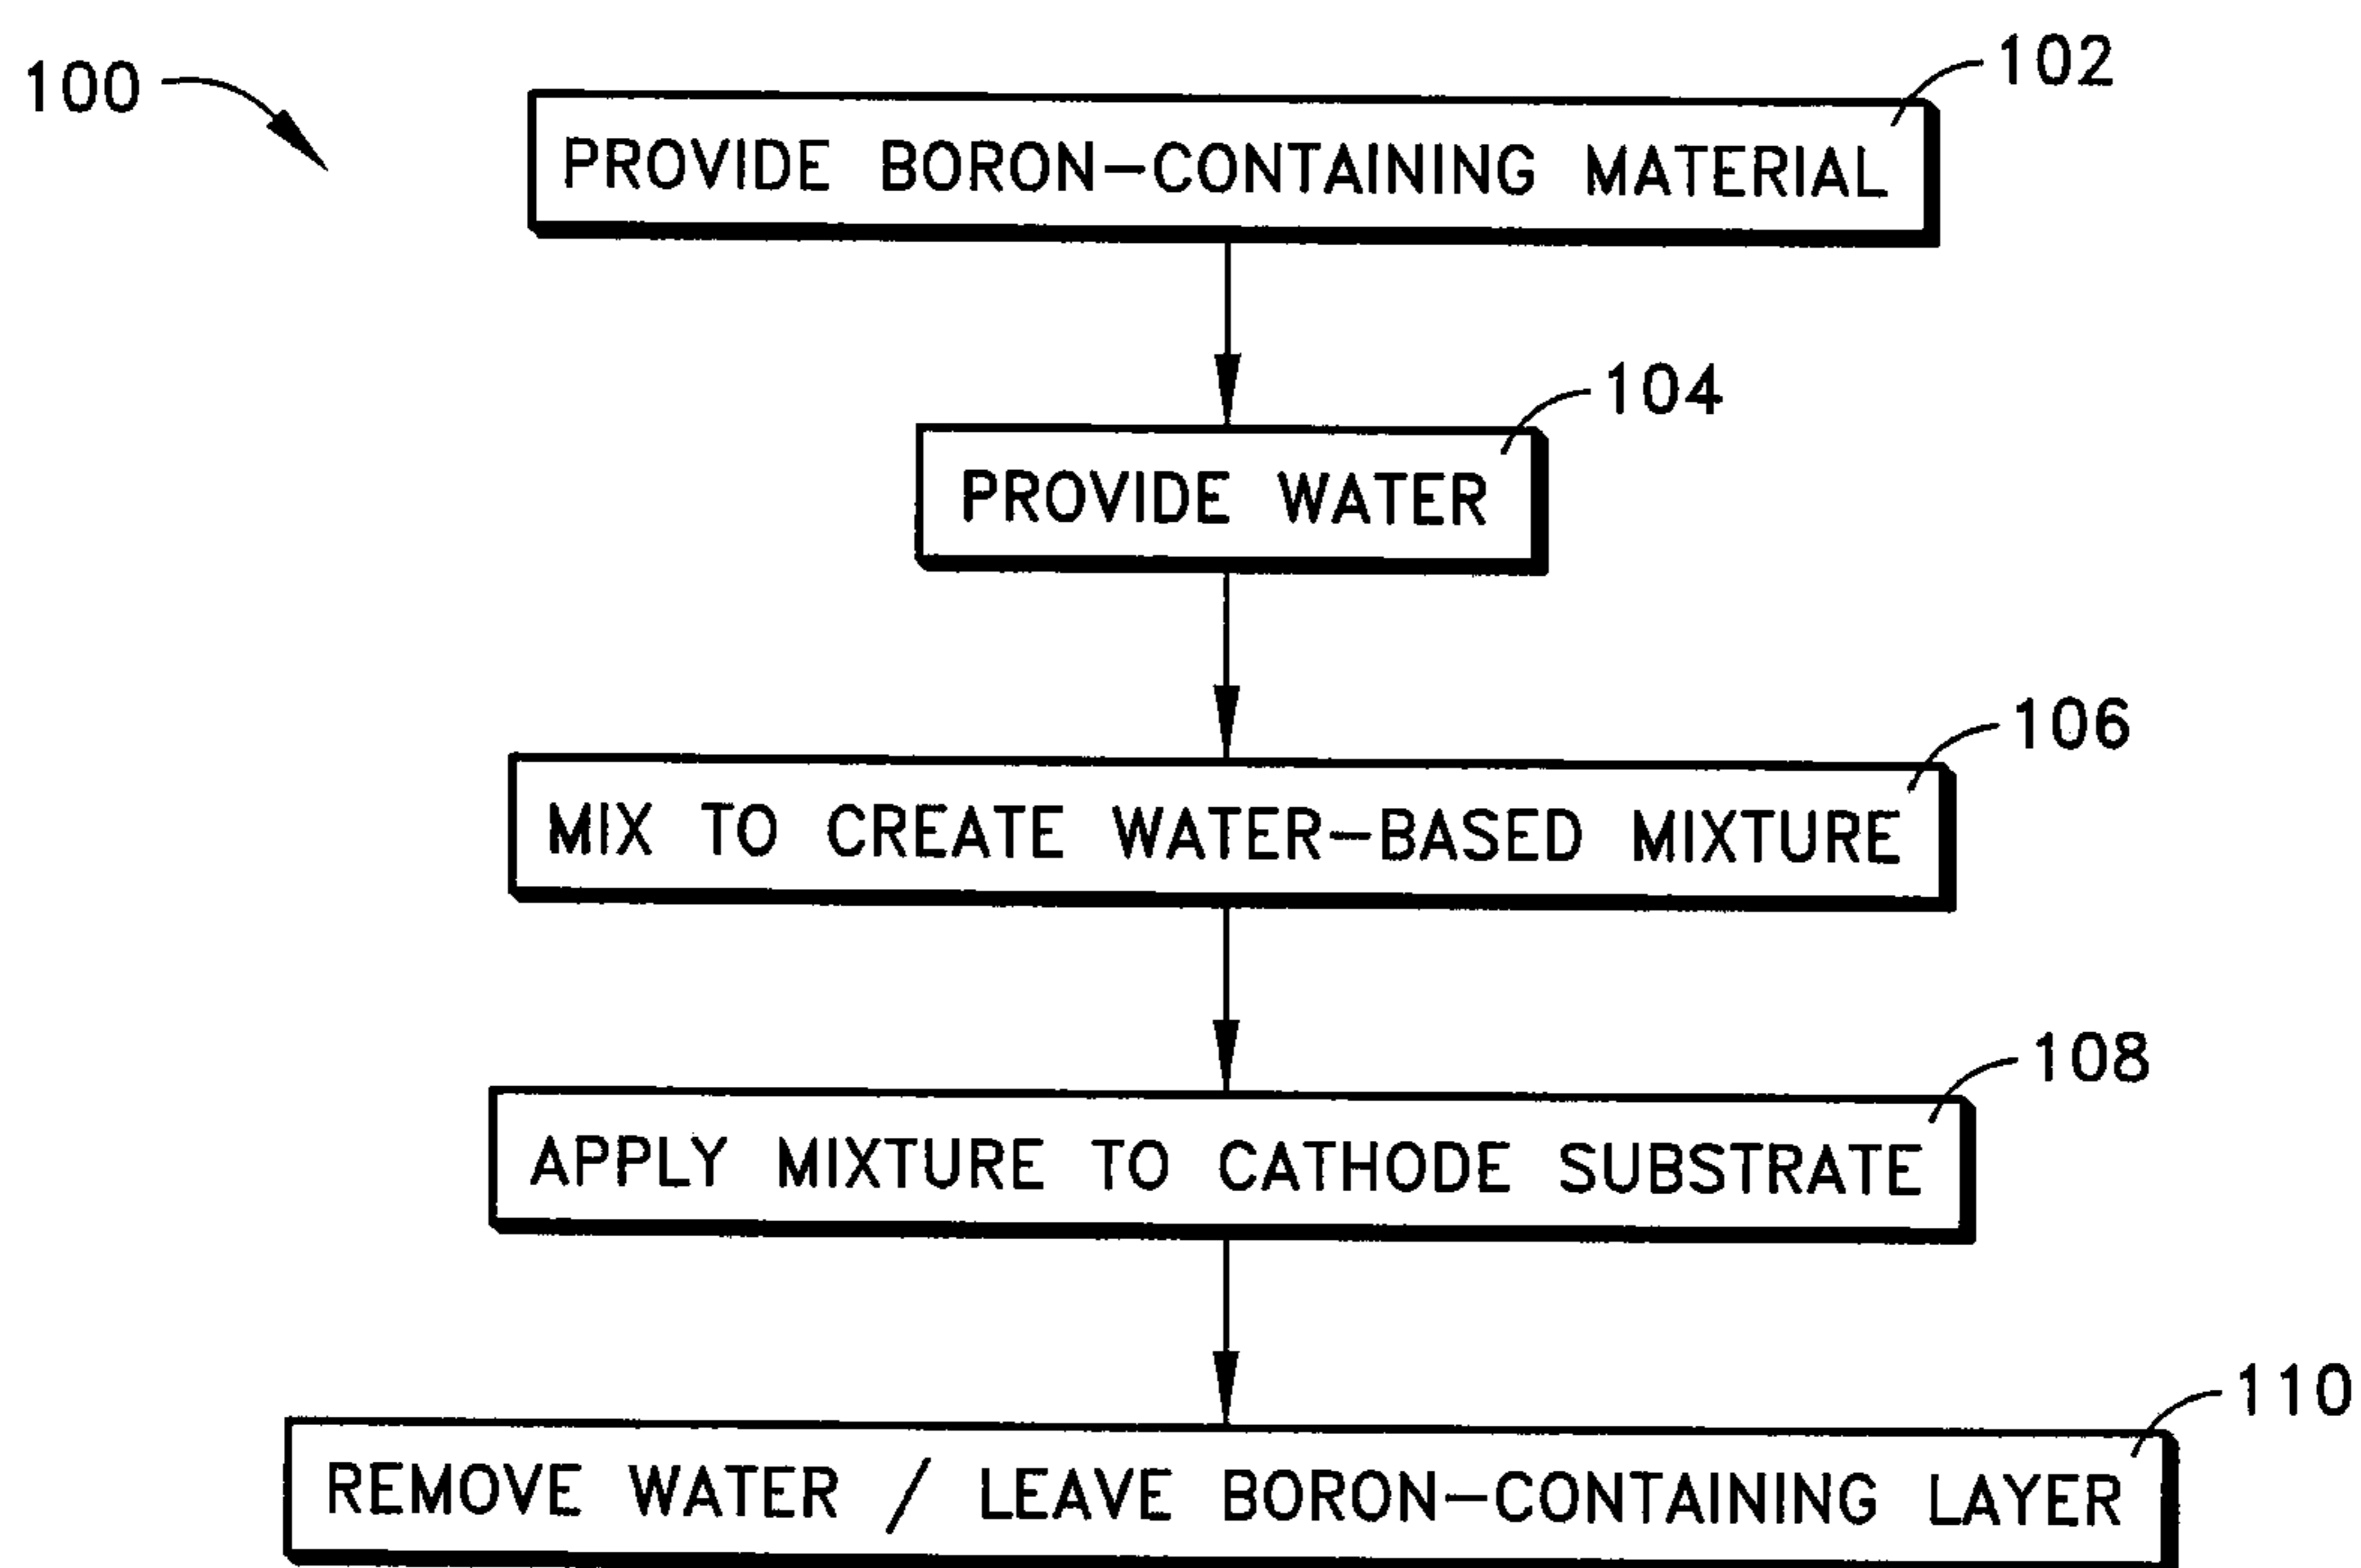 100
102
PROVIDE BORON-CONTAINING MATERIAL
104
PROVIDE WATER
106
MIX TO CREATE WATER-BASED MIXTURE
108
APPLY MIXTURE TO CATHODE SUBSTRATE
110
REMOVE WATER / LEAVE BORON-CONTAINING LAYER